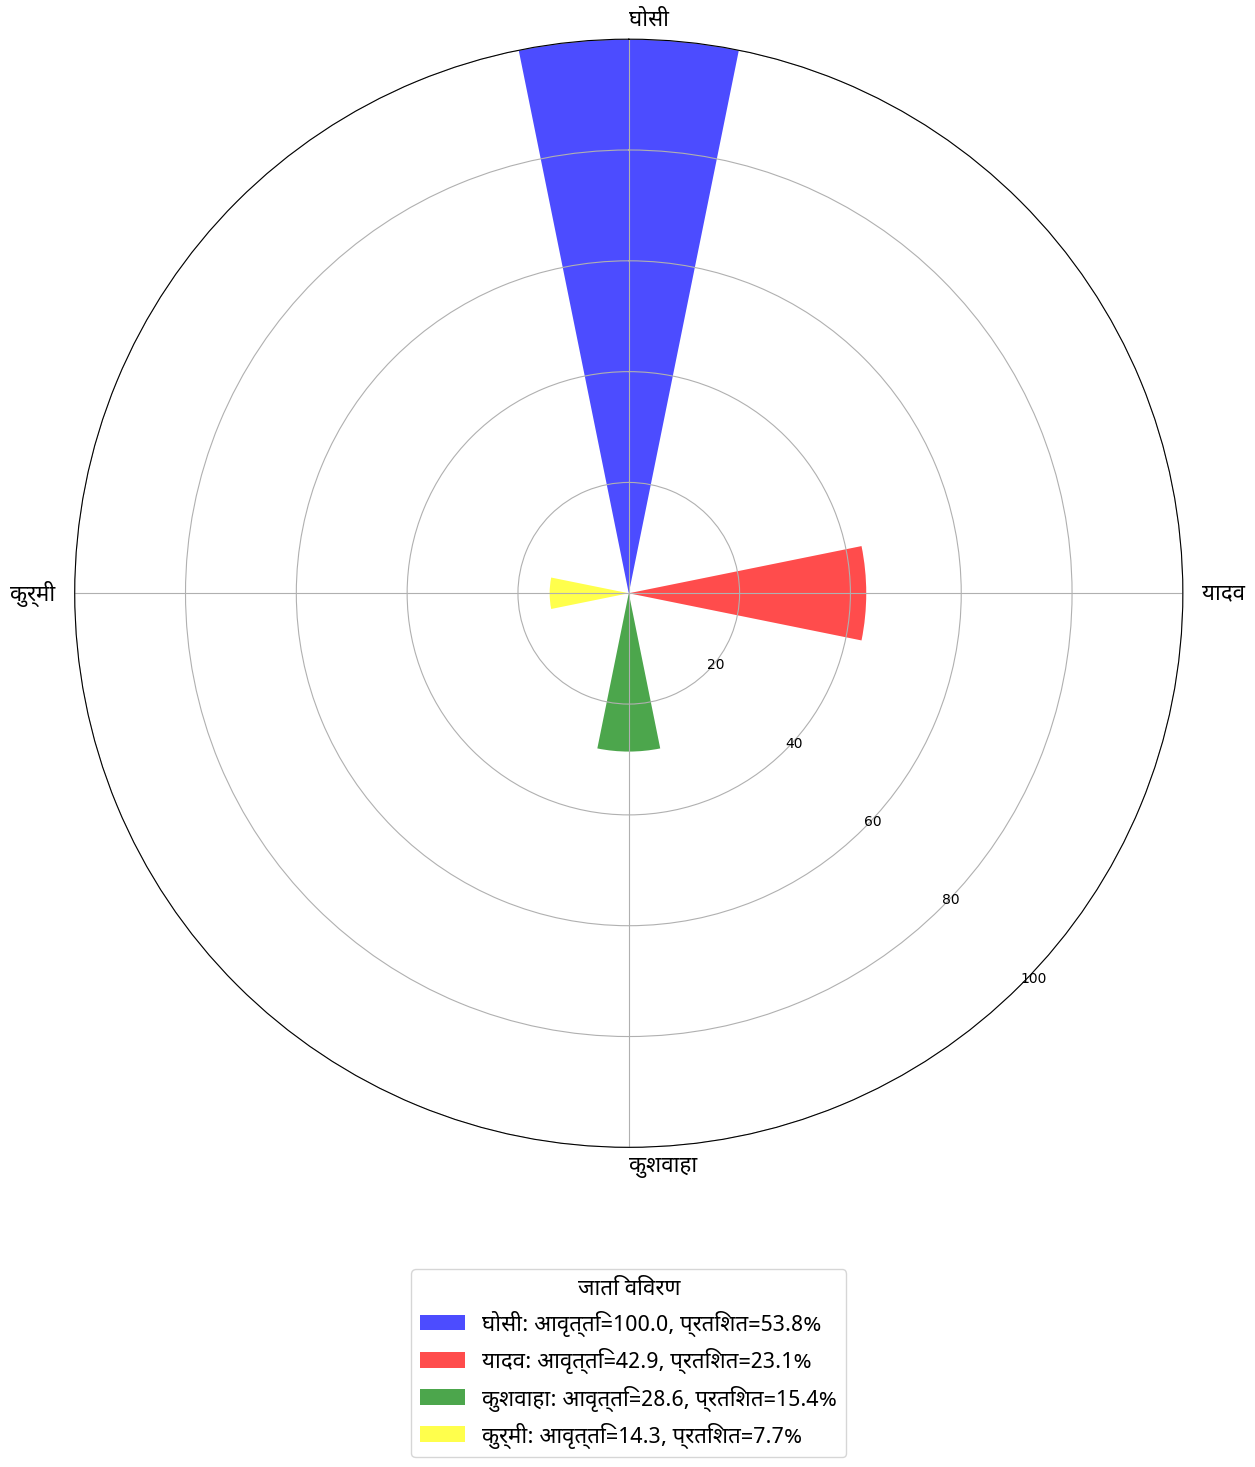 घोसी
कुर्मी
यादव
20
40
60
80
100
कुशवाहा
जाति विवरण
घोसी: आवृत्ति=100.0, प्रतिशत=53.8%
यादव: आवृत्ति=42.9, प्रतिशत=23.1%
कुशवाहा: आवृत्ति=28.6, प्रतिशत=15.4%
कुर्मी: आवृत्ति=14.3, प्रतिशत=7.7%